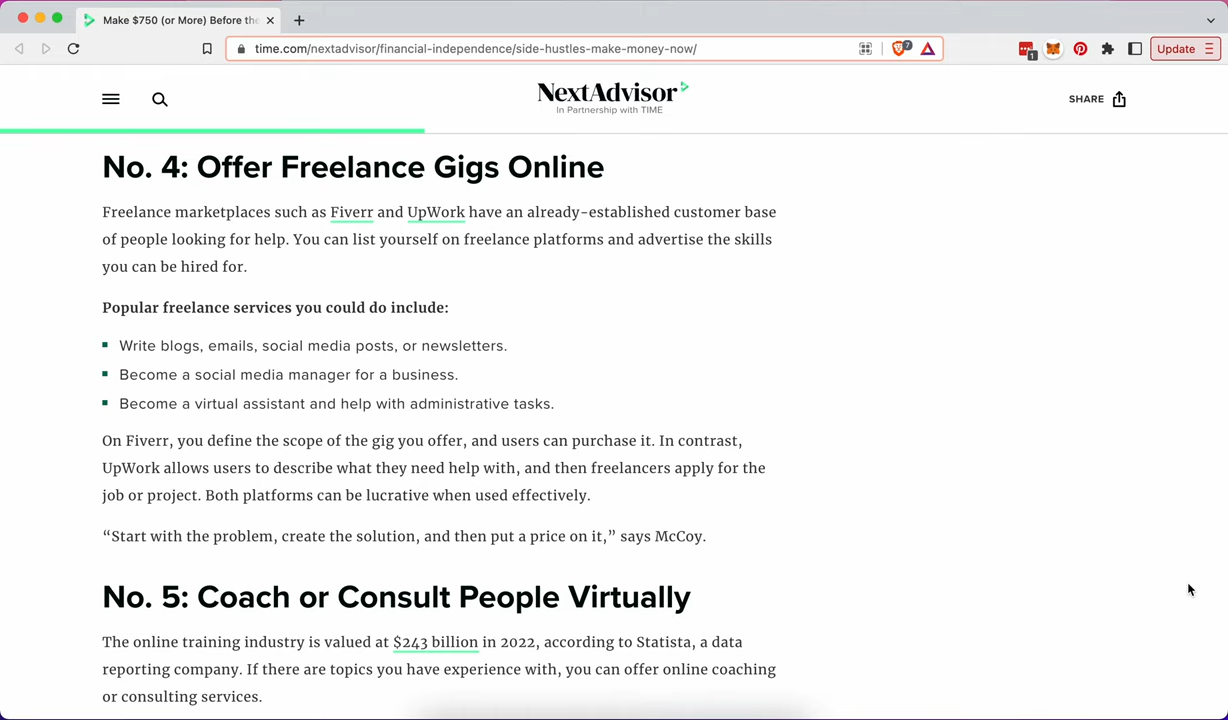 Make $750 (or More) Before the
time.com/nextadvisor/financial-independence/side-hustles-make-money-now/
7
1
Update
NextAdvisor
In Partnership with TIME
SHARE
No. 4: Offer Freelance Gigs Online
Freelance marketplaces such as Fiverr and UpWork have an already-established customer base
of people looking for help. You can list yourself on freelance platforms and advertise the skills
you can be hired for.
Popular freelance services you could do include:
Write blogs, emails, social media posts, or newsletters.
Become a social media manager for a business.
Become a virtual assistant and help with administrative tasks.
On Fiverr, you define the scope of the gig you offer, and users can purchase it. In contrast,
UpWork allows users to describe what they need help with, and then freelancers apply for the
job or project. Both platforms can be lucrative when used effectively.
“Start with the problem, create the solution, and then put a price on it,” says McCoy.
No. 5: Coach or Consult People Virtually
The online training industry is valued at $243 billion in 2022, according to Statista, a data
reporting company. If there are topics you have experience with, you can offer online coaching
or consulting services.